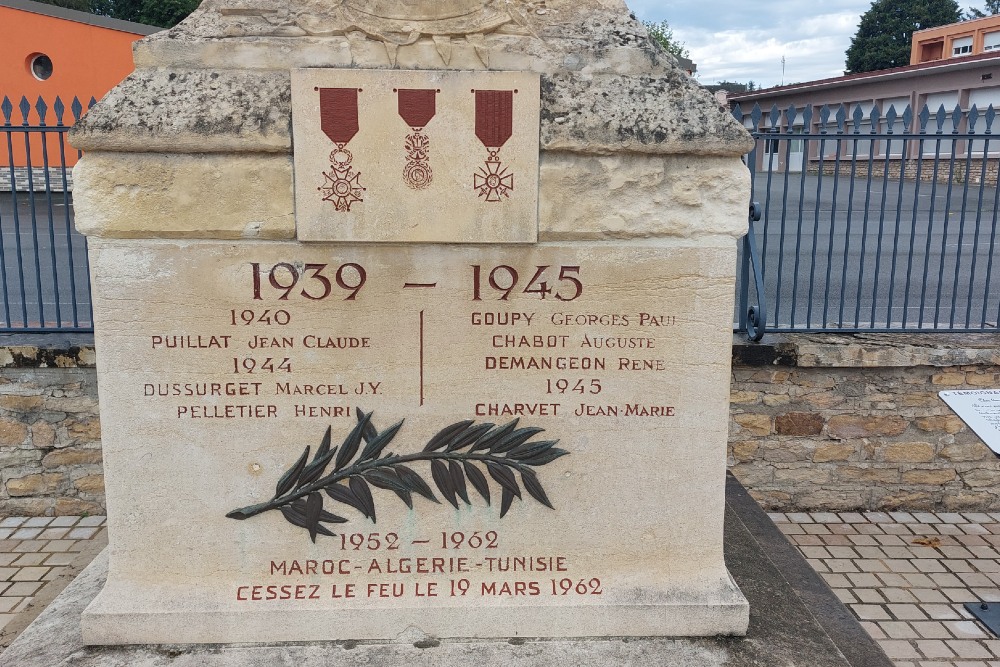 1939 - 1945
1940
PUILLAT JEAN CLAUDE
1944
DUSSURGET MARCEL J.Y.
PELLETIER HENRI
GOUPY GEORGES PAUL
CHABOT AUGUSTE
DEMANGEON RENE
1945
CHARVET JEAN-MARIE
1952 - 1962
MAROC-ALGERIE-TUNISIE
CESSEZ LE FEU LE 19 MARS 1962